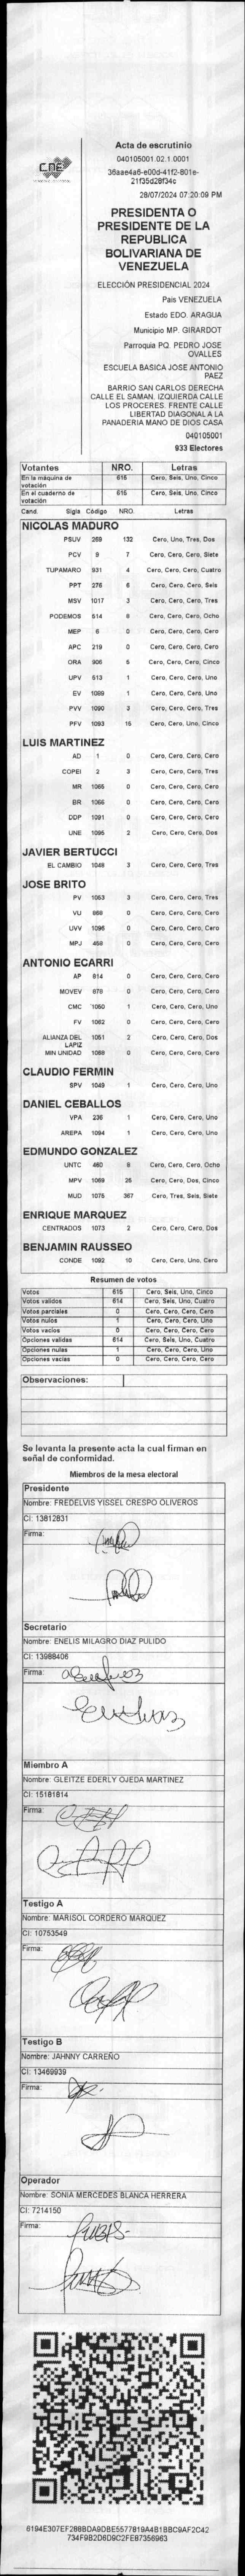 CNE
Acta de escrutinio
040105001.02.1.0001
36aae4a6-e00d-41f2-801e-
21f35d28f34c
28/07/2024 07:20:09 PM
PRESIDENTA O
PRESIDENTE DE LA
REPUBLICA
BOLIVARIANA DE
VENEZUELA
ELECCIÓN PRESIDENCIAL 2024
Pais VENEZUELA
Estado EDO. ARAGUA
Municipio MP. GIRARDOT
Parroquia PQ. PEDRO JOSE
OVALLES
ESCUELA BASICA JOSE ANTONIO
PAEZ
BARRIO SAN CARLOS DERECHA
CALLE EL SAMAN. IZQUIERDA CALLE
LOS PROCERES. FRENTE CALLE
LIBERTAD DIAGONAL A LA
PANADERIA MANO DE DIOS CASA
040105001
933 Electores
Votantes NRO. Letras
En la máquina de votación 615 Cero, Seis, Uno, Cinco
En el cuaderno de votación 615 Cero, Seis, Uno, Cinco
Cand. Sigla Código NRO. Letras
NICOLAS MADURO
PSUV 269 132 Cero, Uno, Tres, Dos
PCV 9 7 Cero, Cero, Cero, Siete
TUPAMARO 931 4 Cero, Cero, Cero, Cuatro
PPT 276 6 Cero, Cero, Cero, Seis
MSV 1017 3 Cero, Cero, Cero, Tres
PODEMOS 514 8 Cero, Cero, Cero, Ocho
MEP 6 0 Cero, Cero, Cero, Cero
APC 219 0 Cero, Cero, Cero, Cero
ORA 906 5 Cero, Cero, Cero, Cinco
UPV 513 1 Cero, Cero, Cero, Uno
EV 1089 1 Cero, Cero, Cero, Uno
PVV 1090 3 Cero, Cero, Cero, Tres
PFV 1093 15 Cero, Cero, Uno, Cinco
LUIS MARTINEZ
AD 1 0 Cero, Cero, Cero, Cero
COPEI 2 3 Cero, Cero, Cero, Tres
MR 1065 0 Cero, Cero, Cero, Cero
BR 1066 0 Cero, Cero, Cero, Cero
DDP 1091 0 Cero, Cero, Cero, Cero
UNE 1095 2 Cero, Cero, Cero, Dos
JAVIER BERTUCCI
EL CAMBIO 1048 3 Cero, Cero, Cero, Tres
JOSE BRITO
PV 1053 3 Cero, Cero, Cero, Tres
VU 868 0 Cero, Cero, Cero, Cero
UVV 1096 0 Cero, Cero, Cero, Cero
MPJ 458 0 Cero, Cero, Cero, Cero
ANTONIO ECARRI
AP 814 0 Cero, Cero, Cero, Cero
MOVEV 878 0 Cero, Cero, Cero, Cero
CMC 1050 1 Cero, Cero, Cero, Uno
FV 1062 0 Cero, Cero, Cero, Cero
ALIANZA DEL LAPIZ 1051 2 Cero, Cero, Cero, Dos
MIN UNIDAD 1088 0 Cero, Cero, Cero, Cero
CLAUDIO FERMIN
SPV 1049 1 Cero, Cero, Cero, Uno
DANIEL CEBALLOS
VPA 236 1 Cero, Cero, Cero, Uno
AREPA 1094 1 Cero, Cero, Cero, Uno
EDMUNDO GONZALEZ
UNTC 460 8 Cero, Cero, Cero, Ocho
MPV 1069 25 Cero, Cero, Dos, Cinco
MUD 1075 367 Cero, Tres, Seis, Siete
ENRIQUE MARQUEZ
CENTRADOS 1073 2 Cero, Cero, Cero, Dos
BENJAMIN RAUSSEO
CONDE 1092 10 Cero, Cero, Uno, Cero
Resumen de votos
Votos 615 Cero, Seis, Uno, Cinco
Votos validos 614 Cero, Seis, Uno, Cuatro
Votos parciales 0 Cero, Cero, Cero, Cero
Votos nulos 1 Cero, Cero, Cero, Uno
Votos vacios 0 Cero, Cero, Cero, Cero
Opciones validas 614 Cero, Seis, Uno, Cuatro
Opciones nulas 1 Cero, Cero, Cero, Uno
Opciones vacias 0 Cero, Cero, Cero, Cero
Observaciones:
Se levanta la presente acta la cual firman en
señal de conformidad.
Miembros de la mesa electoral
Presidente
Nombre: FREDELVIS YISSEL CRESPO OLIVEROS
CI: 13812831
Firma:
Secretario
Nombre: ENELIS MILAGRO DIAZ PULIDO
CI: 13988406
Firma:
Miembro A
Nombre: GLEITZE EDERLY OJEDA MARTINEZ
CI: 15181814
Firma:
Testigo A
Nombre: MARISOL CORDERO MARQUEZ
CI: 10753549
Firma:
Testigo B
Nombre: JAHNNY CARREÑO
CI: 13469939
Firma:
Operador
Nombre: SONIA MERCEDES BLANCA HERRERA
CI: 7214150
Firma:
6194E307EF288BDA9DBE5577819A4B1BBC9AF2C42
734F9B2D6D9C2FE87356963